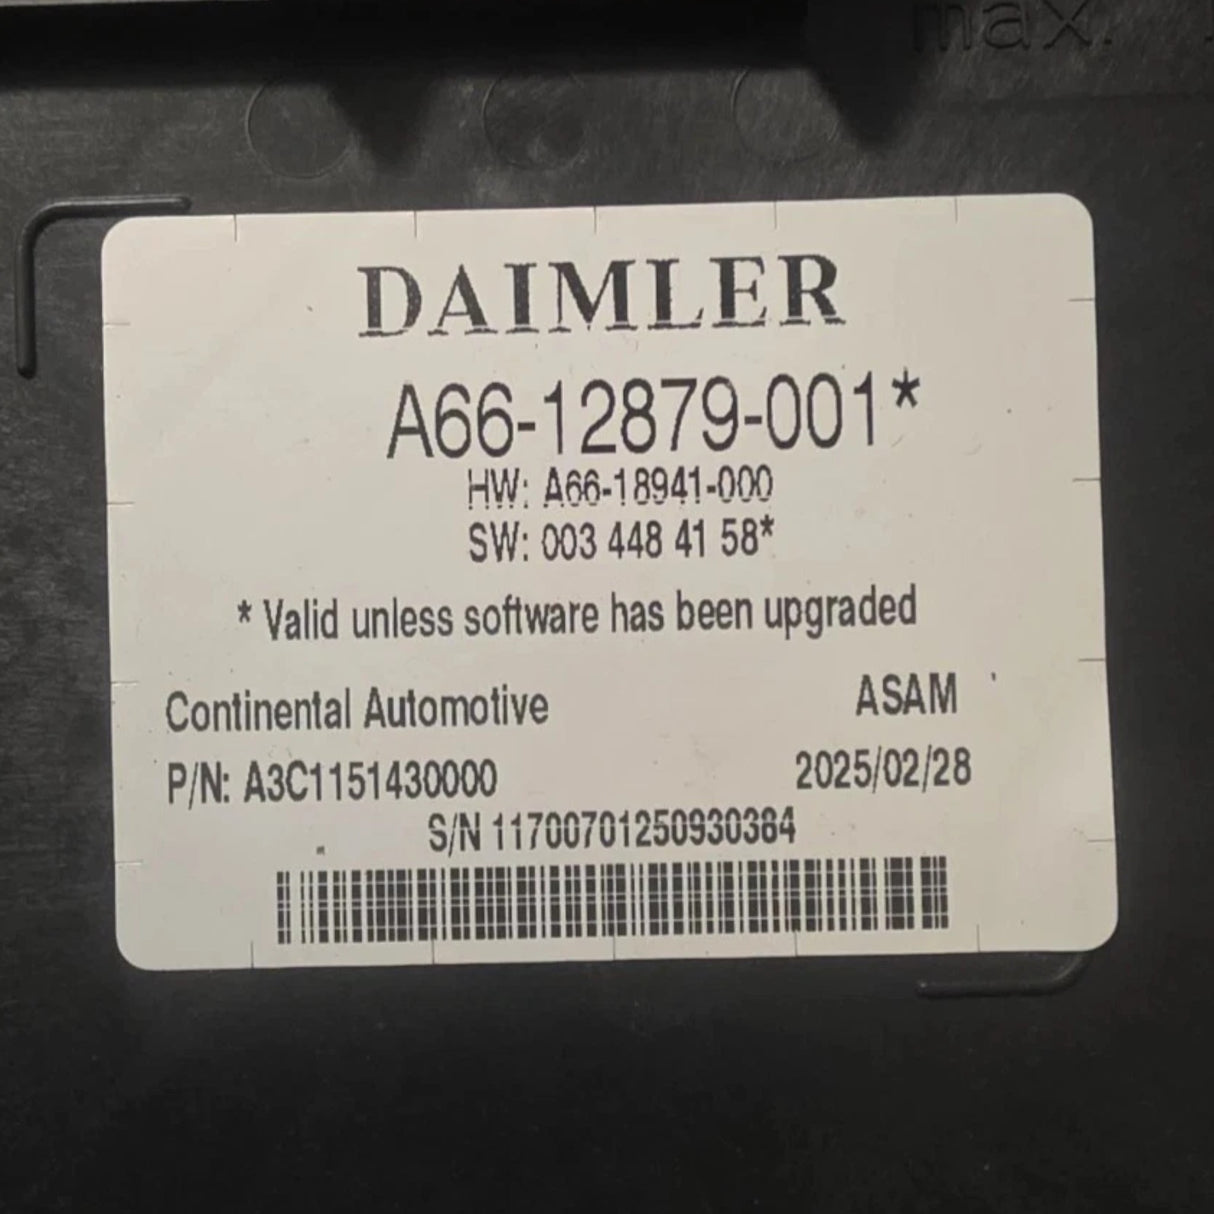 max.
DAIMLER
A66-12879-001*
HW: A66-18941-000
SW: 003 448 41 58*
* Valid unless software has been upgraded
Continental Automotive ASAM
P/N: A3C1151430000 2025/02/28
S/N 11700701250930384